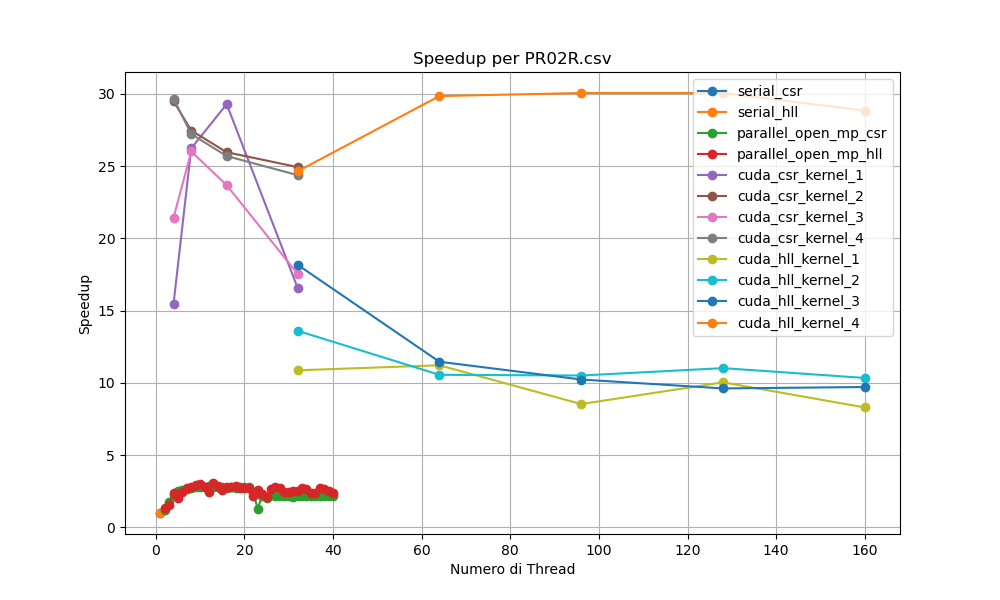 Speedup per PR02R.csv
Speedup
30
25
20
15
10
5
0
serial_csr
serial_hll
parallel_open_mp_csr
parallel_open_mp_hll
cuda_csr_kernel_1
cuda_csr_kernel_2
cuda_csr_kernel_3
cuda_csr_kernel_4
cuda_hll_kernel_1
cuda_hll_kernel_2
cuda_hll_kernel_3
cuda_hll_kernel_4
0 20 40 60 80 100 120 140 160
Numero di Thread